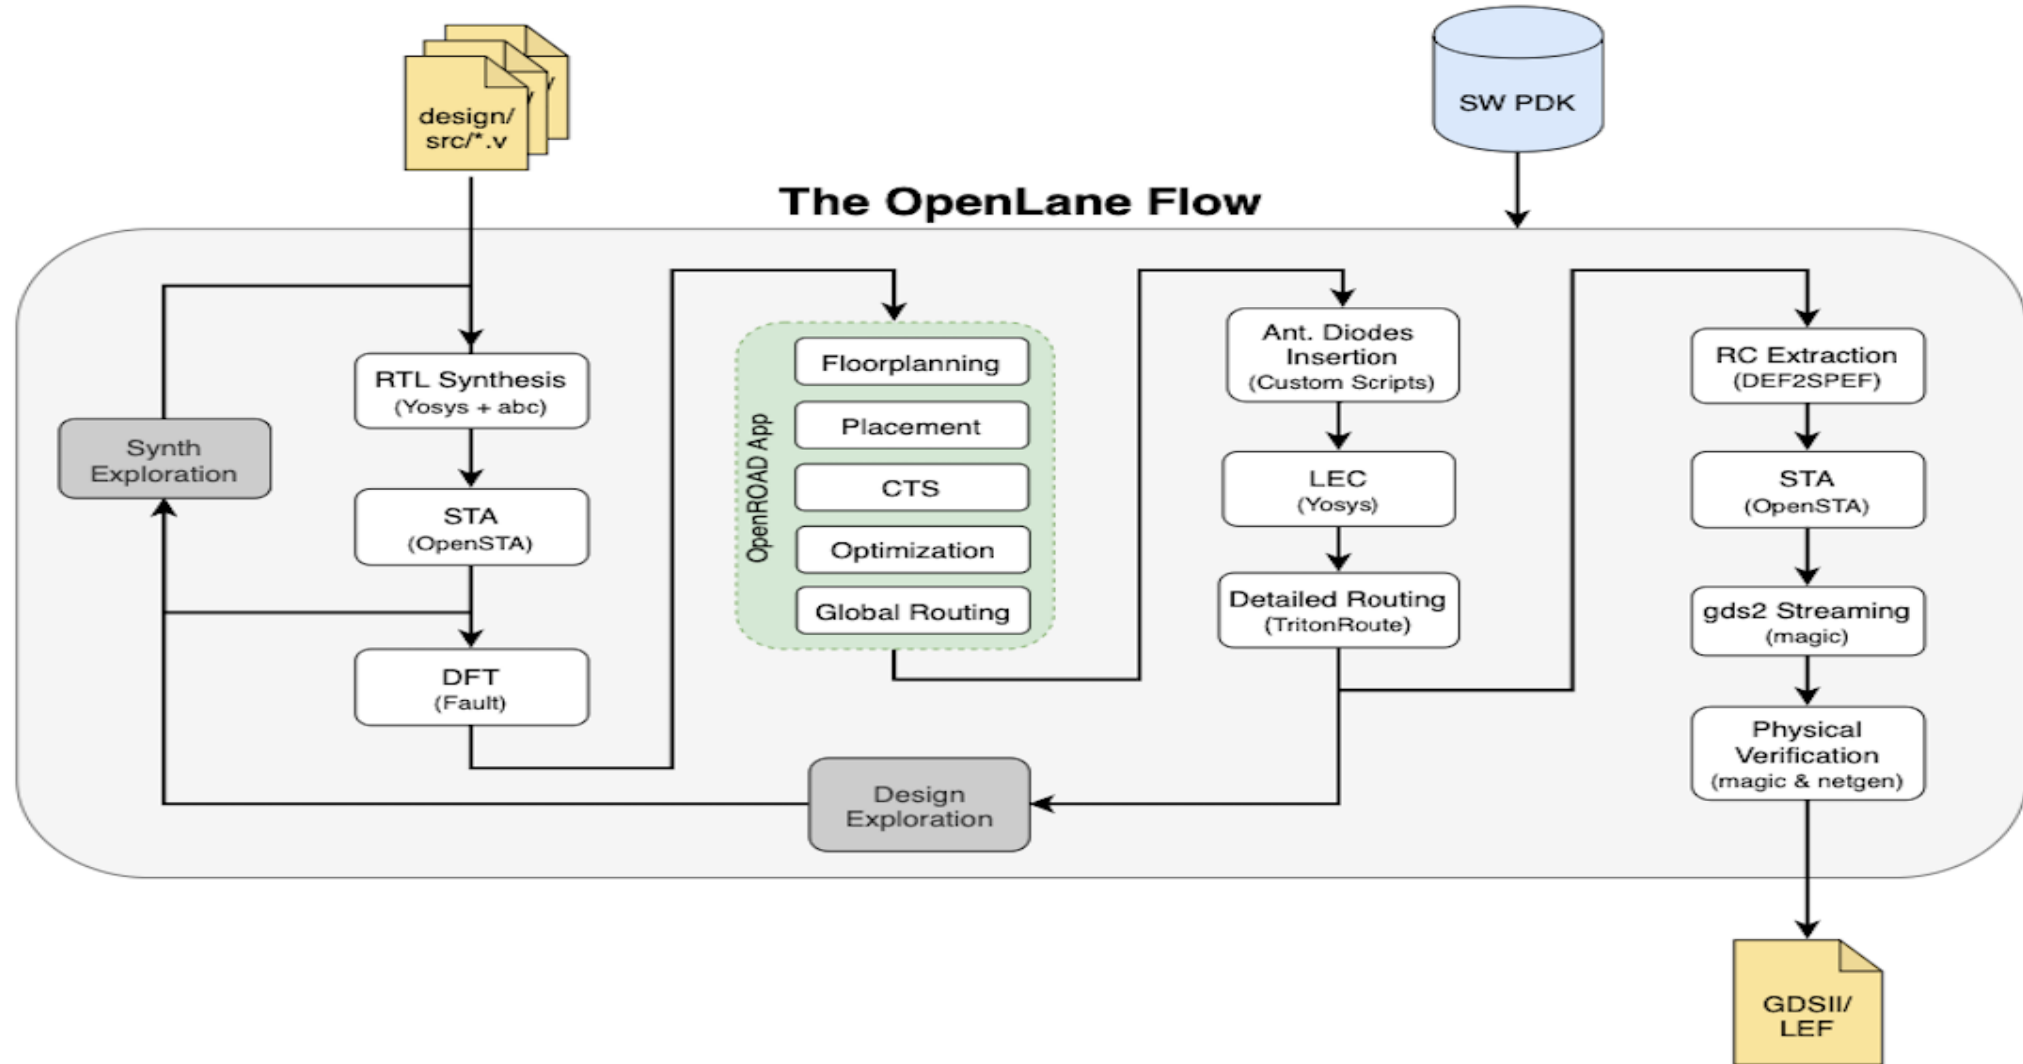 design/
src/*.v
SW PDK
The OpenLane Flow
Synth
Exploration
RTL Synthesis
(Yosys + abc)
STA
(OpenSTA)
DFT
(Fault)
OpenROAD App
Floorplanning
Placement
CTS
Optimization
Global Routing
Design
Exploration
Ant. Diodes
Insertion
(Custom Scripts)
LEC
(Yosys)
Detailed Routing
(TritonRoute)
RC Extraction
(DEF2SPEF)
STA
(OpenSTA)
gds2 Streaming
(magic)
Physical
Verification
(magic & netgen)
GDSII/
LEF